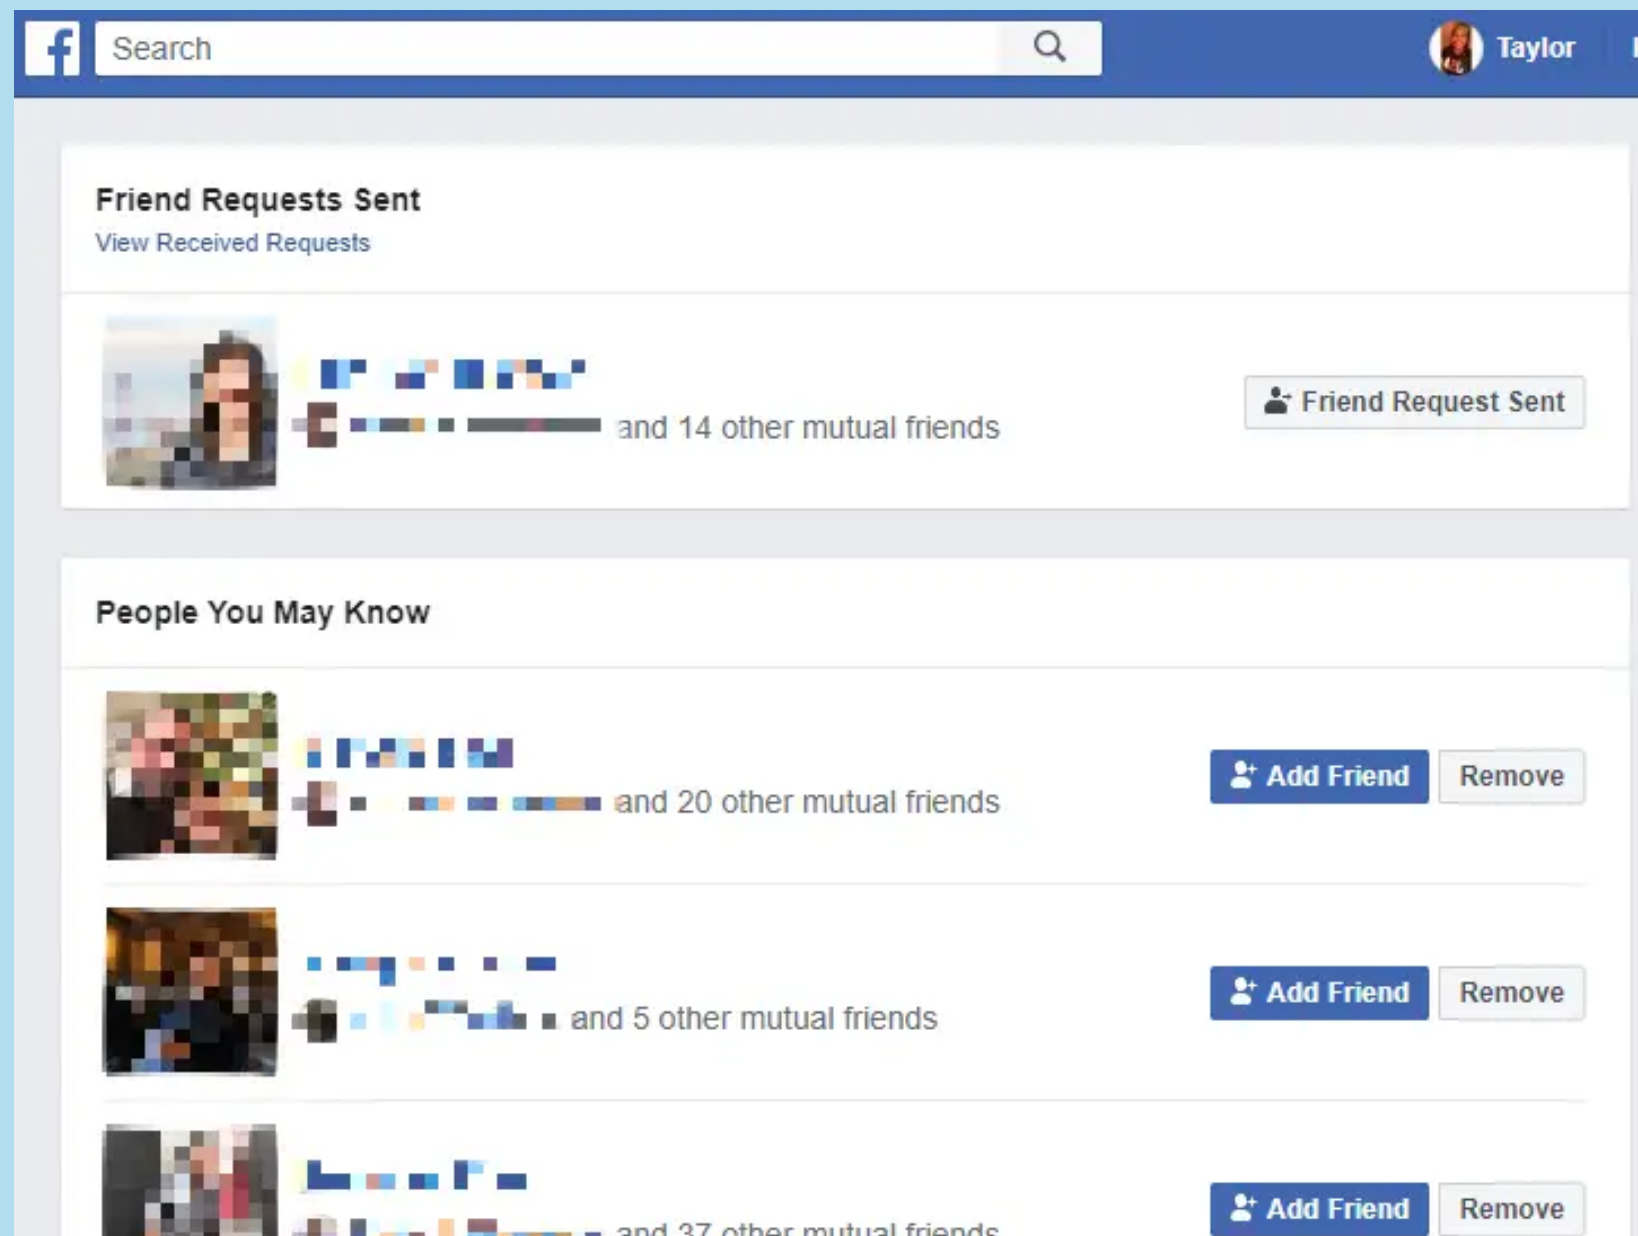 f
Search
Taylor
Friend Requests Sent
View Received Requests
and 14 other mutual friends
Friend Request Sent
People You May Know
and 20 other mutual friends
Add Friend
Remove
and 5 other mutual friends
Add Friend
Remove
and 37 other mutual friends
Add Friend
Remove